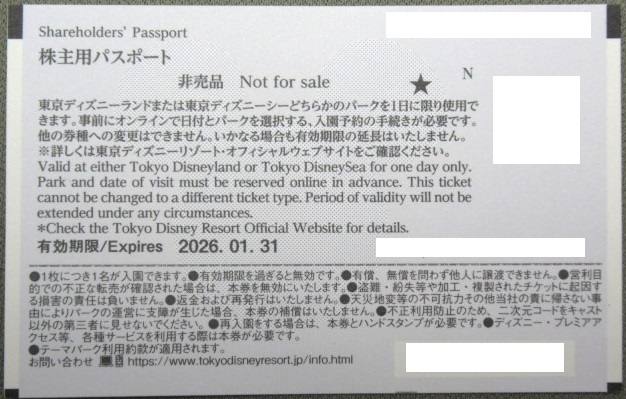 Shareholders' Passport
株主用パスポート
非売品 Not for sale ★ N
東京ディズニーランドまたは東京ディズニーシーどちらかのパークを1日に限り使用で
きます。事前にオンラインで日付とパークを選択する、入園予約の手続きが必要です。
他の券種への変更はできません。いかなる場合も有効期限の延長はいたしません。
※詳しくは東京ディズニーリゾート・オフィシャルウェブサイトをご確認ください。
Valid at either Tokyo Disneyland or Tokyo DisneySea for one day only.
Park and date of visit must be reserved online in advance. This ticket
cannot be changed to a different ticket type. Period of validity will not be
extended under any circumstances.
*Check the Tokyo Disney Resort Official Website for details.
有効期限/Expires 2026. 01. 31
●1枚につき1名が入園できます。●有効期限を過ぎると無効です。●有償、無償を問わず他人に譲渡できません。●営利目
的での不正な転売が確認された場合は、本券を無効にいたします。●盗難・紛失等や加工・複製されたチケットに起因す
る損害の責任は負いません。●返金および再発行はいたしません。●天災地変等の不可抗力その他当社の責に帰さない事
由によりパークの運営に支障が生じた場合、本券の補償はいたしません。●不正利用防止のため、二次元コードをキャスト
以外の第三者に見せないでください。●再入園をする場合は、本券とハンドスタンプが必要です。●ディズニー・プレミアア
クセス等、各種サービスを利用する際は本券が必要です。
●テーマパーク利用約款が適用されます。
お問い合わせ https://www.tokyodisneyresort.jp/info.html